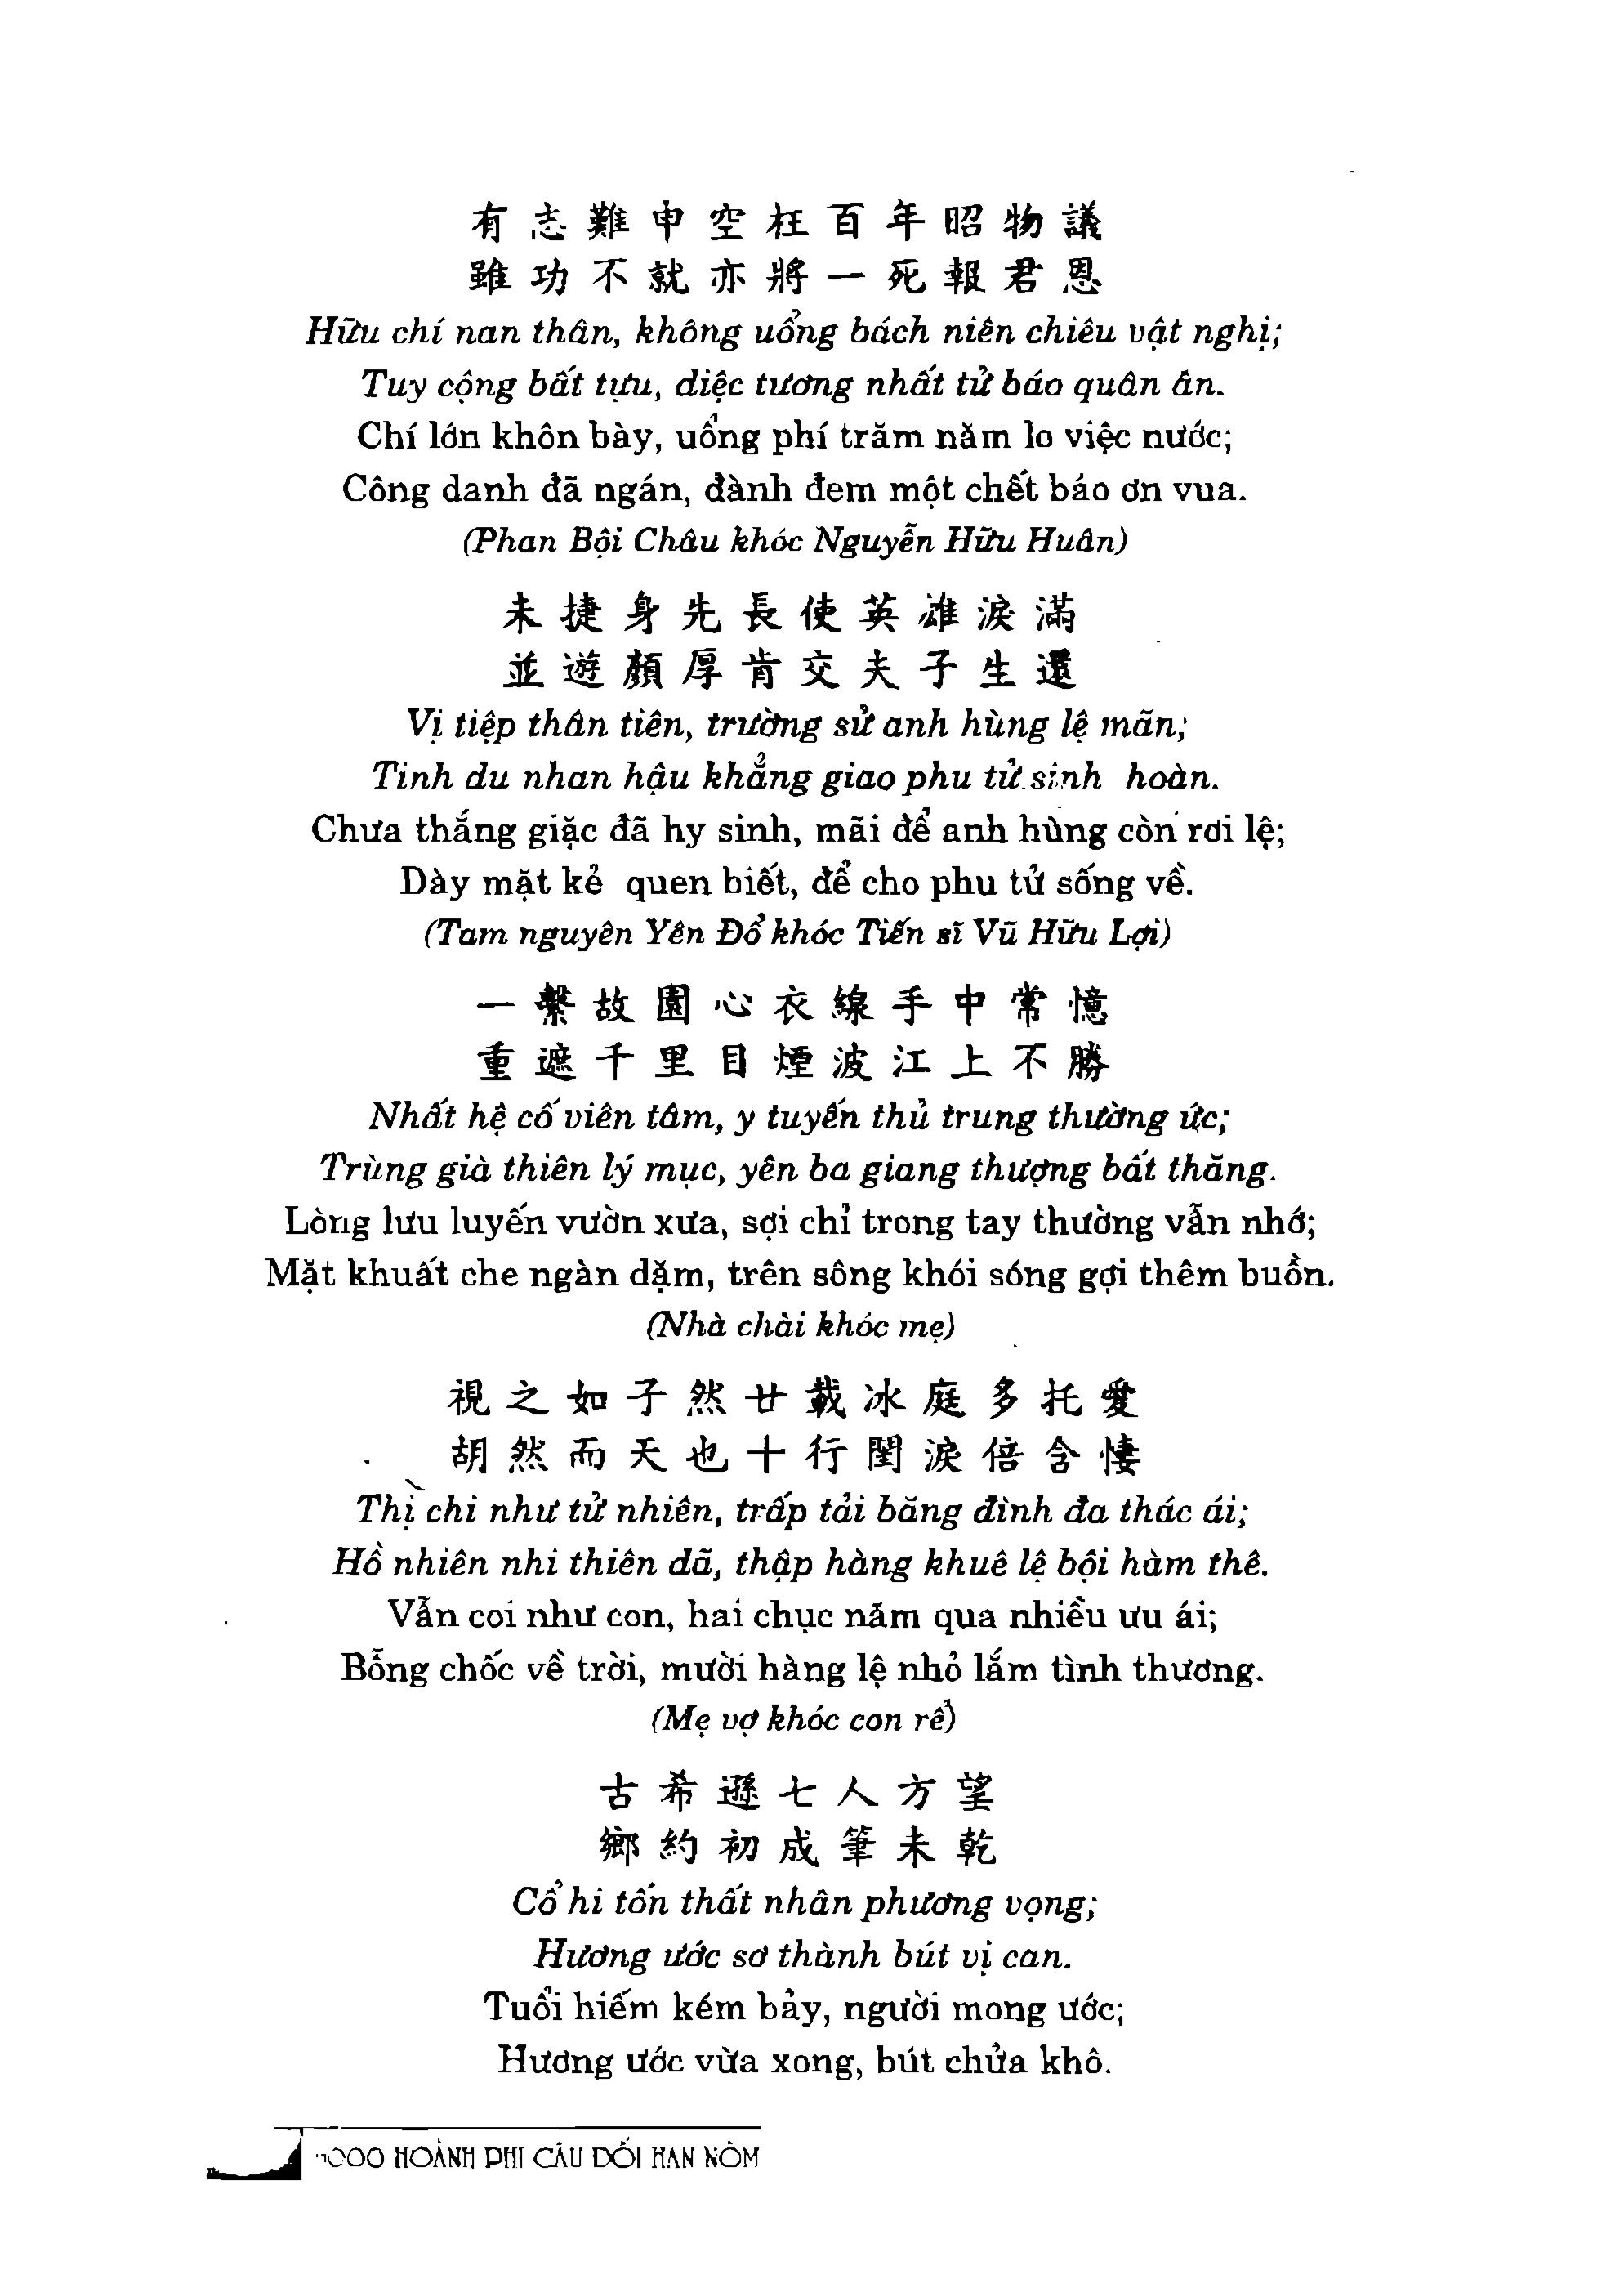 有志難申空枉百年昭物議
雖功不就亦將一死報君恩
Hữu chí nan thân, không uổng bách niên chiêu vật nghị;
Tuy công bất tựu, diệc tương nhất tử báo quân ân.
Chí lớn khôn bày, uổng phí trăm năm lo việc nước;
Công danh đã ngán, đành đem một chết báo ơn vua.
(Phan Bội Châu khóc Nguyễn Hữu Huân)
未捷身先長使英雄淚滿
並遊顏厚肯交夫子生還
Vị tiệp thân tiên, trường sử anh hùng lệ mãn;
Tinh du nhan hậu khẳng giao phu tử sinh hoàn.
Chưa thắng giặc đã hy sinh, mãi để anh hùng còn rơi lệ;
Dày mặt kẻ quen biết, để cho phu tử sống về.
(Tam nguyên Yên Đổ khóc Tiến sĩ Vũ Hữu Lợi)
一繫故園心衣線手中常憶
重遮千里目煙波江上不勝
Nhất hệ cố viên tâm, y tuyến thủ trung thường ức;
Trùng già thiên lý mục, yên ba giang thượng bất thăng.
Lòng lưu luyến vườn xưa, sợi chỉ trong tay thường vẫn nhớ;
Mặt khuất che ngàn dặm, trên sông khói sóng gợi thêm buồn.
(Nhà chài khóc mẹ)
視之如子然廿載冰庭多托愛
胡然而天也十行閨淚倍含悽
Thị chi như tử nhiên, trấp tải băng đình đa thác ái;
Hồ nhiên nhi thiên dã, thập hàng khuê lệ bội hàm thê.
Vẫn coi như con, hai chục năm qua nhiều ưu ái;
Bỗng chốc về trời, mười hàng lệ nhỏ lắm tình thương.
(Mẹ vợ khóc con rể)
古希遜七人方望
鄉約初成筆未乾
Cổ hi tốn thất nhân phương vọng;
Hương ước sơ thành bút vị can.
Tuổi hiếm kém bảy, người mong ước;
Hương ước vừa xong, bút chửa khô.
1000 HOÀNH PHI CÂU ĐỐI HÁN NÔM